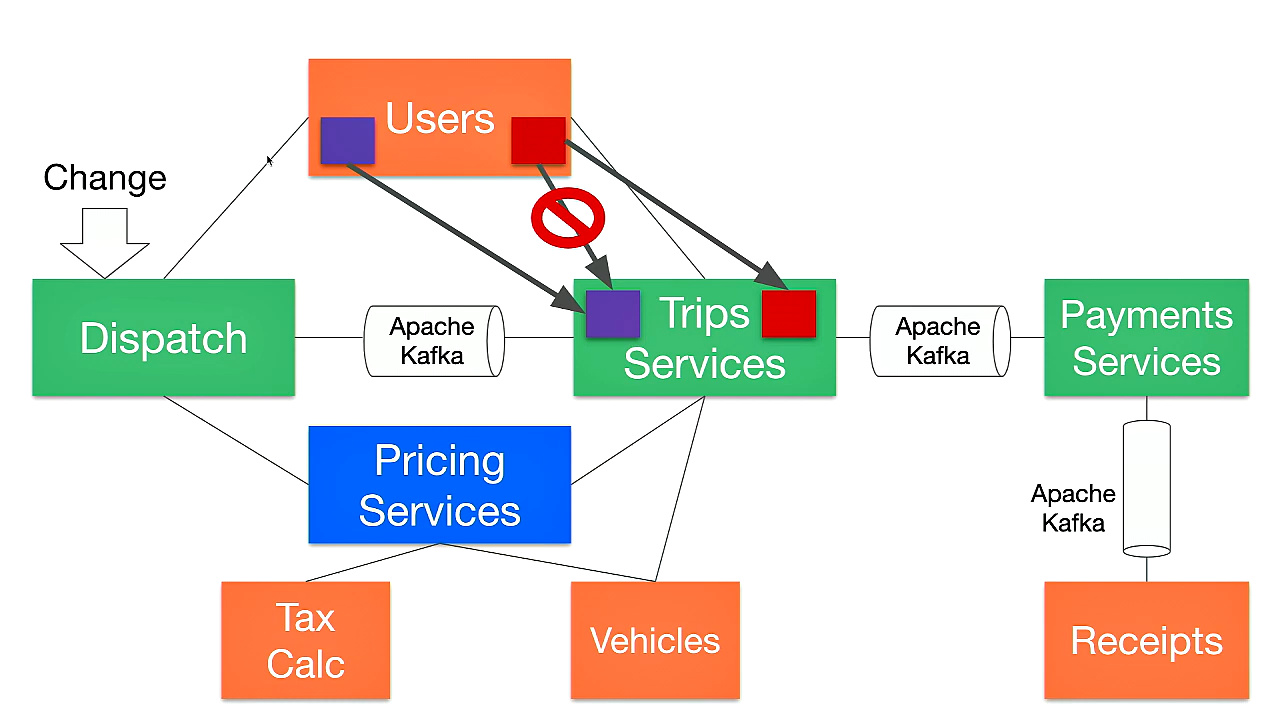 Users
Change
Dispatch
Apache
Kafka
Trips
Services
Apache
Kafka
Payments
Services
Pricing
Services
Apache
Kafka
Tax
Calc
Vehicles
Receipts